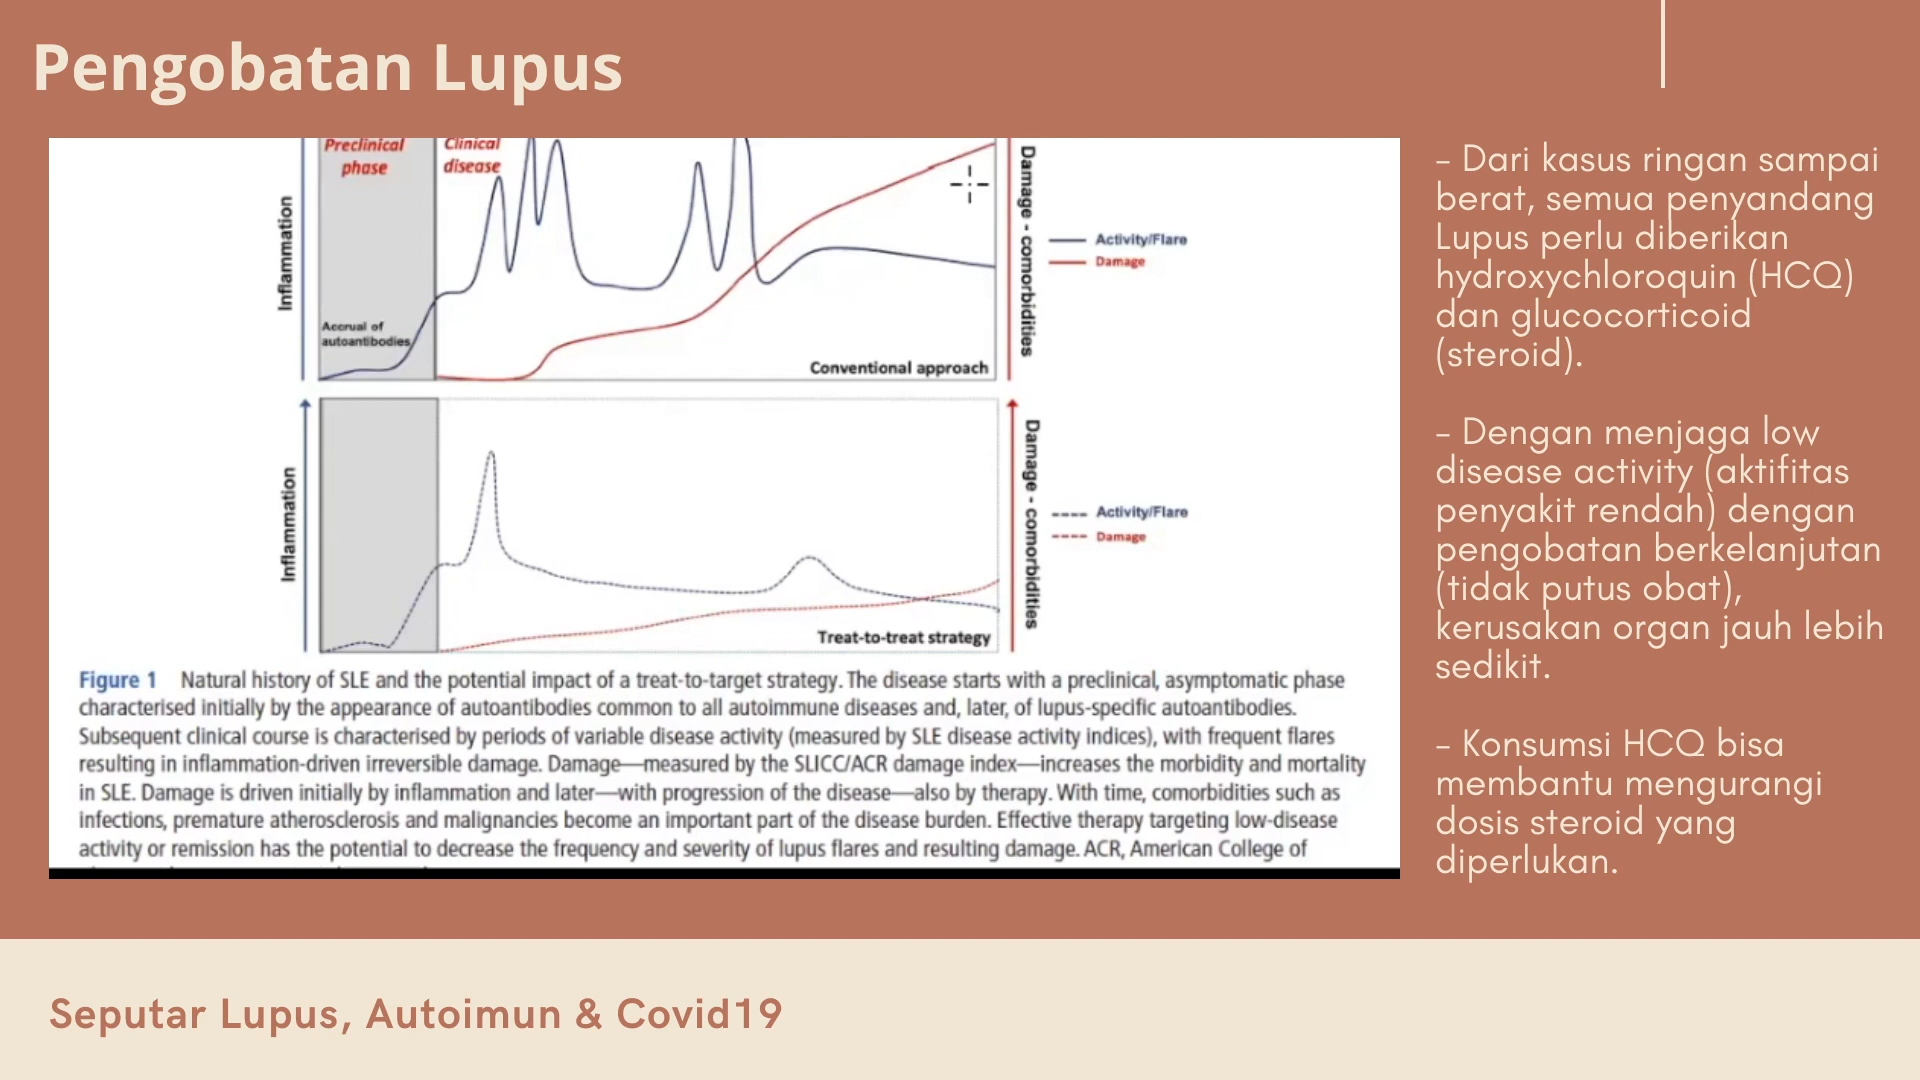 Pengobatan Lupus
Preclinical
phase
Clinical
disease
Inflammation
Accrual of
autoantibodies
Conventional approach
Damage - comorbidities
Activity/Flare
Damage
Inflammation
Treat-to-treat strategy
Damage - comorbidities
Activity/Flare
Damage
Figure 1 Natural history of SLE and the potential impact of a treat-to-target strategy. The disease starts with a preclinical, asymptomatic phase
characterised initially by the appearance of autoantibodies common to all autoimmune diseases and, later, of lupus-specific autoantibodies.
Subsequent clinical course is characterised by periods of variable disease activity (measured by SLE disease activity indices), with frequent flares
resulting in inflammation-driven irreversible damage. Damage—measured by the SLICC/ACR damage index—increases the morbidity and mortality
in SLE. Damage is driven initially by inflammation and later—with progression of the disease—also by therapy. With time, comorbidities such as
infections, premature atherosclerosis and malignancies become an important part of the disease burden. Effective therapy targeting low-disease
activity or remission has the potential to decrease the frequency and severity of lupus flares and resulting damage. ACR, American College of
- Dari kasus ringan sampai
berat, semua penyandang
Lupus perlu diberikan
hydroxychloroquin (HCQ)
dan glucocorticoid
(steroid).
- Dengan menjaga low
disease activity (aktifitas
penyakit rendah) dengan
pengobatan berkelanjutan
(tidak putus obat),
kerusakan organ jauh lebih
sedikit.
- Konsumsi HCQ bisa
membantu mengurangi
dosis steroid yang
diperlukan.
Seputar Lupus, Autoimun & Covid19